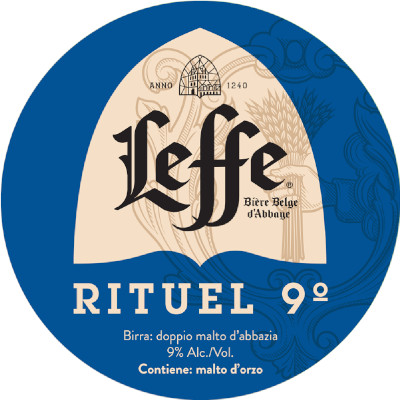 ANNO 1240
Leffe®
Bière Belge
d'Abbaye
RITUEL 9º
Birra: doppio malto d'abbazia
9% Alc./Vol.
Contiene: malto d'orzo